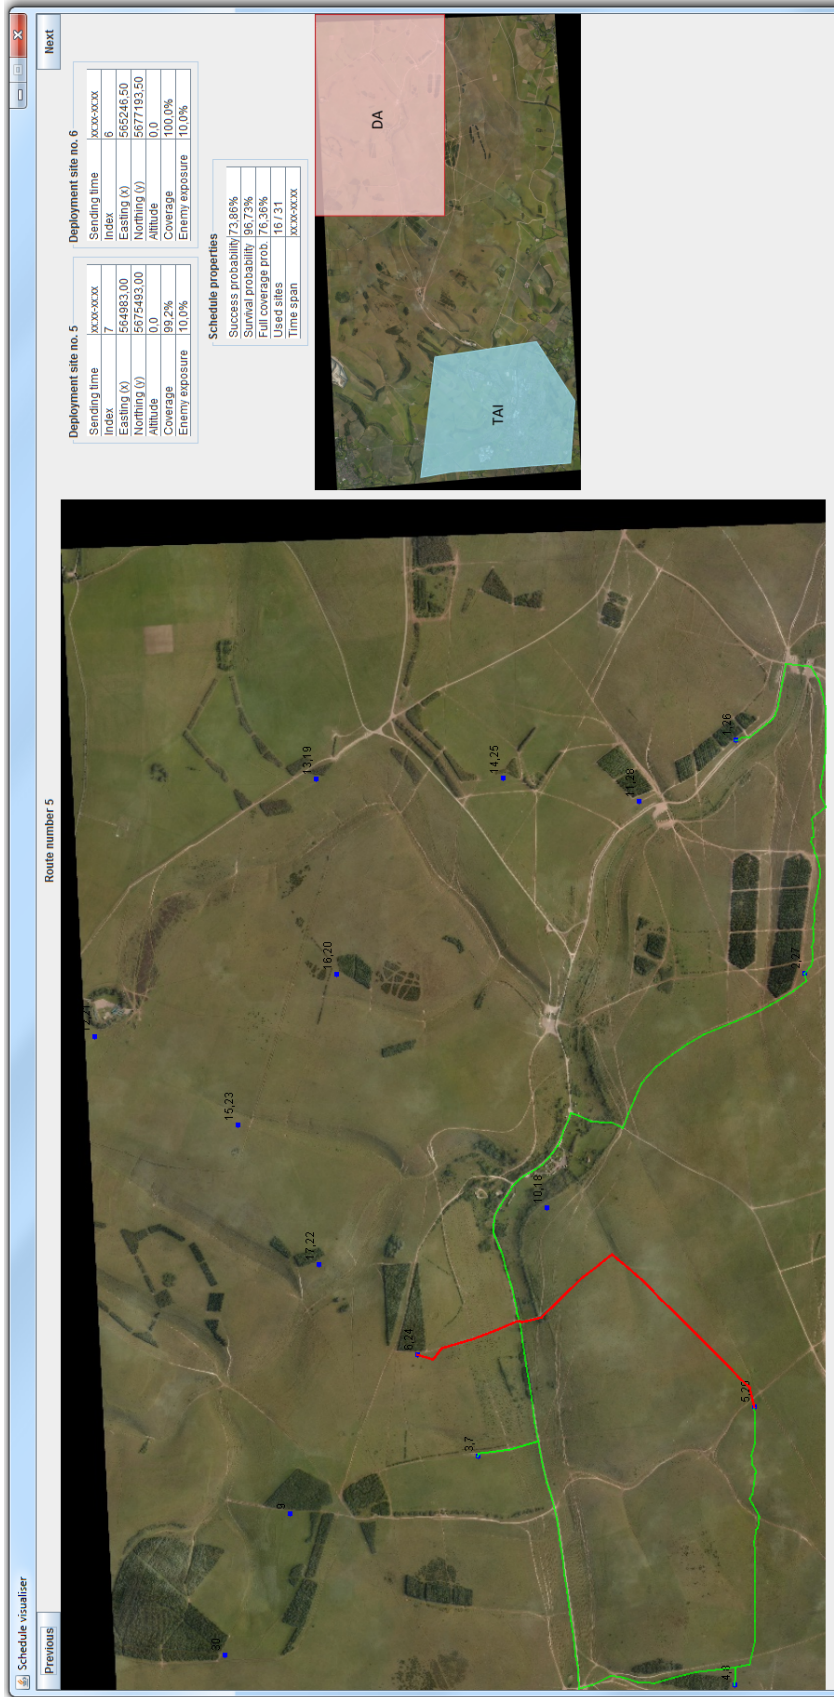 Schedule visualiser
Previous
Route number 5
Next
Deployment site no. 5
Sending time xx:xx-xx:xx
Index 7
Easting (x) 564983,00
Northing (y) 5675493,00
Altitude 0.0
Coverage 99,2%
Enemy exposure 10,0%
Deployment site no. 6
Sending time xx:xx-xx:xx
Index 6
Easting (x) 565246,50
Northing (y) 5677193,50
Altitude 0.0
Coverage 100,0%
Enemy exposure 10,0%
Schedule properties
Success probability 73,86%
Survival probability 96,73%
Full coverage prob. 76,36%
Used sites 16 / 31
Time span xx:xx-xx:xx
TAI
DA
15,23
13,19
16,20
17,22
14,25
6,24
3,7
9
30
10,18
11,28
1,26
2,27
4,8